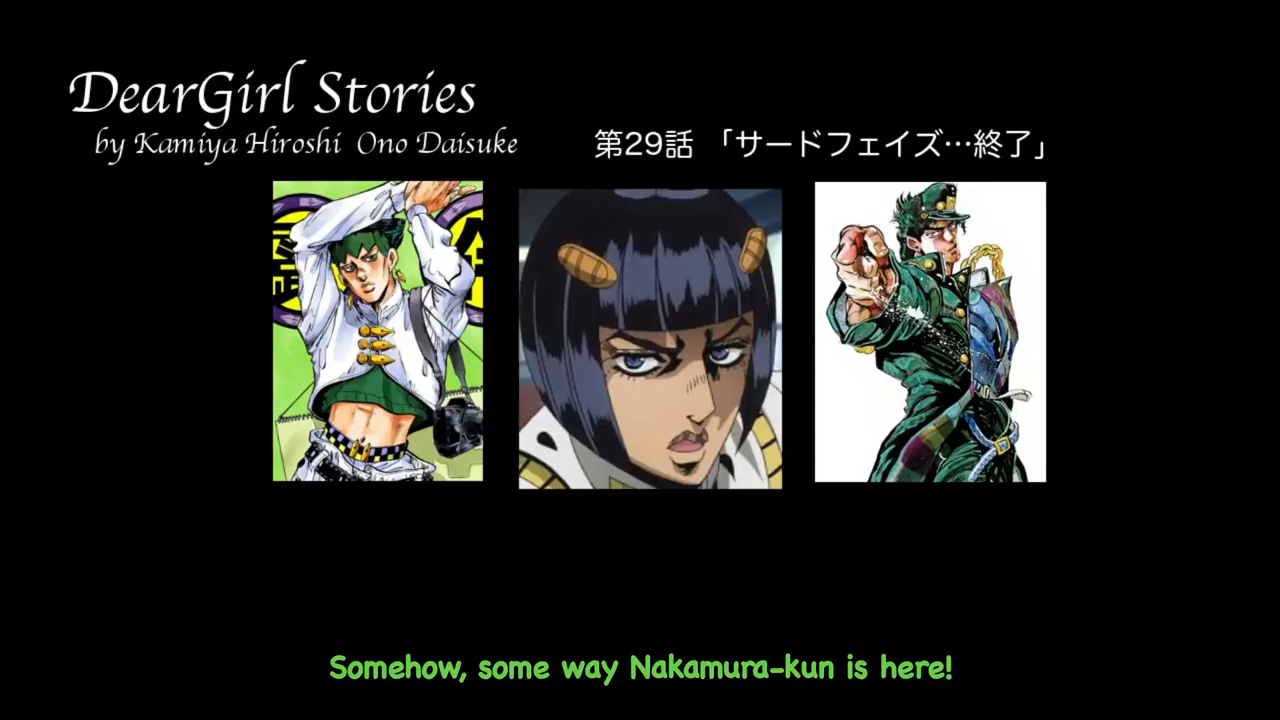 DearGirl Stories
by Kamiya Hiroshi Ono Daisuke
第29話 「サードフェイズ…終了」
Somehow, some way Nakamura-kun is here!